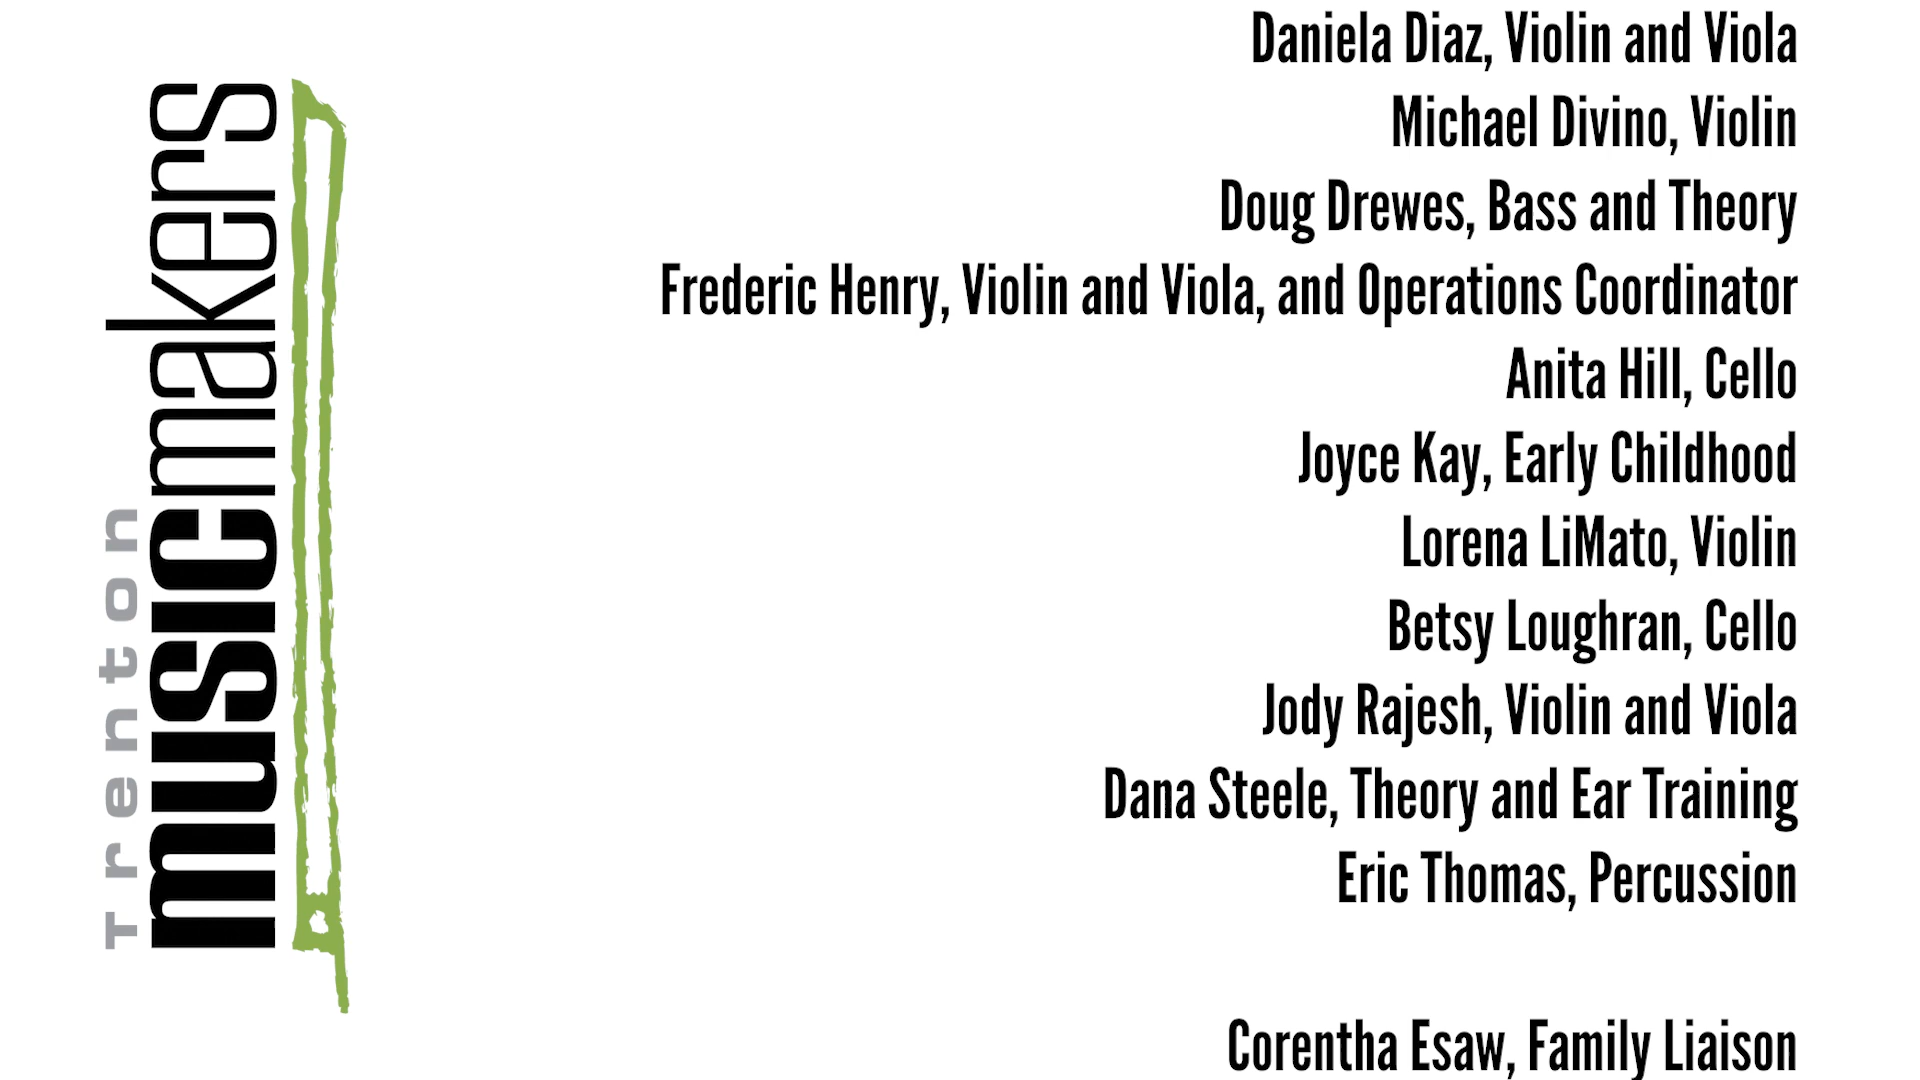 Trenton
musicmakers
Daniela Diaz, Violin and Viola
Michael Divino, Violin
Doug Drewes, Bass and Theory
Frederic Henry, Violin and Viola, and Operations Coordinator
Anita Hill, Cello
Joyce Kay, Early Childhood
Lorena LiMato, Violin
Betsy Loughran, Cello
Jody Rajesh, Violin and Viola
Dana Steele, Theory and Ear Training
Eric Thomas, Percussion
Corentha Esaw, Family Liaison